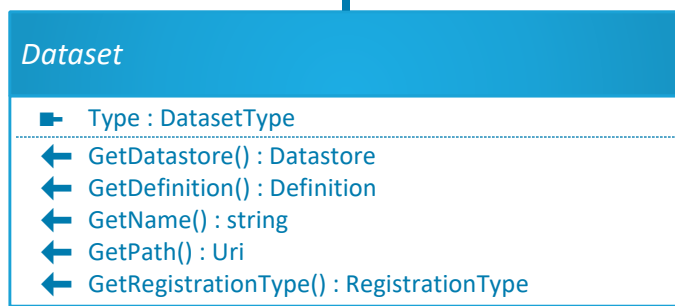 Dataset
Type : DatasetType
GetDatastore() : Datastore
GetDefinition() : Definition
GetName() : string
GetPath() : Uri
GetRegistrationType() : RegistrationType